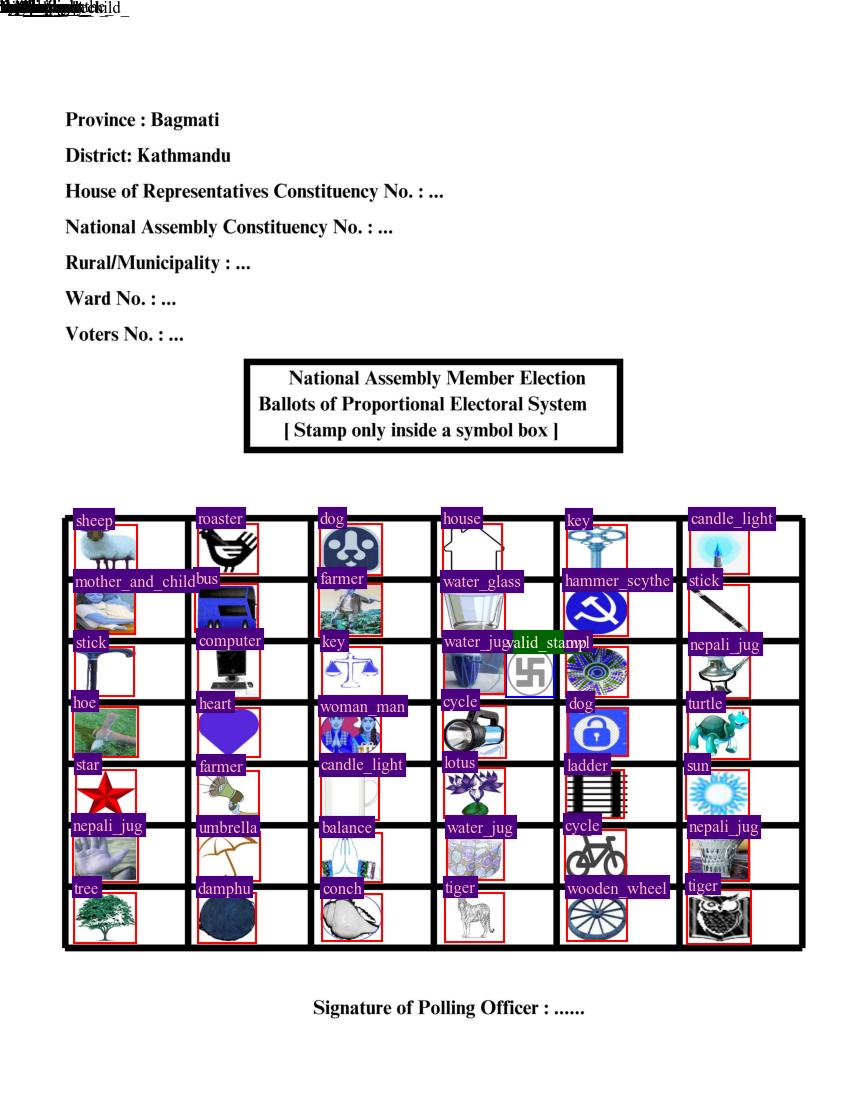 child
Province : Bagmati
District: Kathmandu
House of Representatives Constituency No. : ...
National Assembly Constituency No. : ...
Rural/Municipality : ...
Ward No. : ...
Voters No. : ...
National Assembly Member Election
Ballots of Proportional Electoral System
[ Stamp only inside a symbol box ]
sheep roaster dog house key candle_light
mother_and_child bus farmer water_glass hammer_scythe stick
stick computer key water_jug valid_stamp nepali_jug
hoe heart woman_man cycle dog turtle
star farmer candle_light lotus ladder sun
nepali_jug umbrella balance water_jug cycle nepali_jug
tree damphu conch tiger wooden_wheel tiger
Signature of Polling Officer : ......